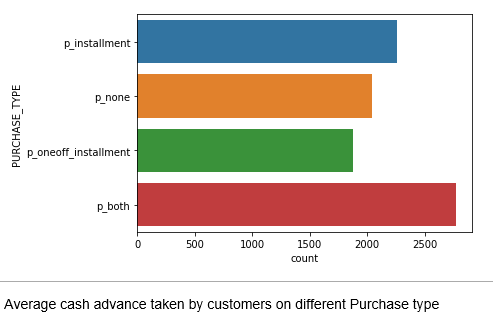 p_installment
p_none
p_oneoff_installment
p_both
PURCHASE_TYPE
0 500 1000 1500 2000 2500
count
Average cash advance taken by customers on different Purchase type